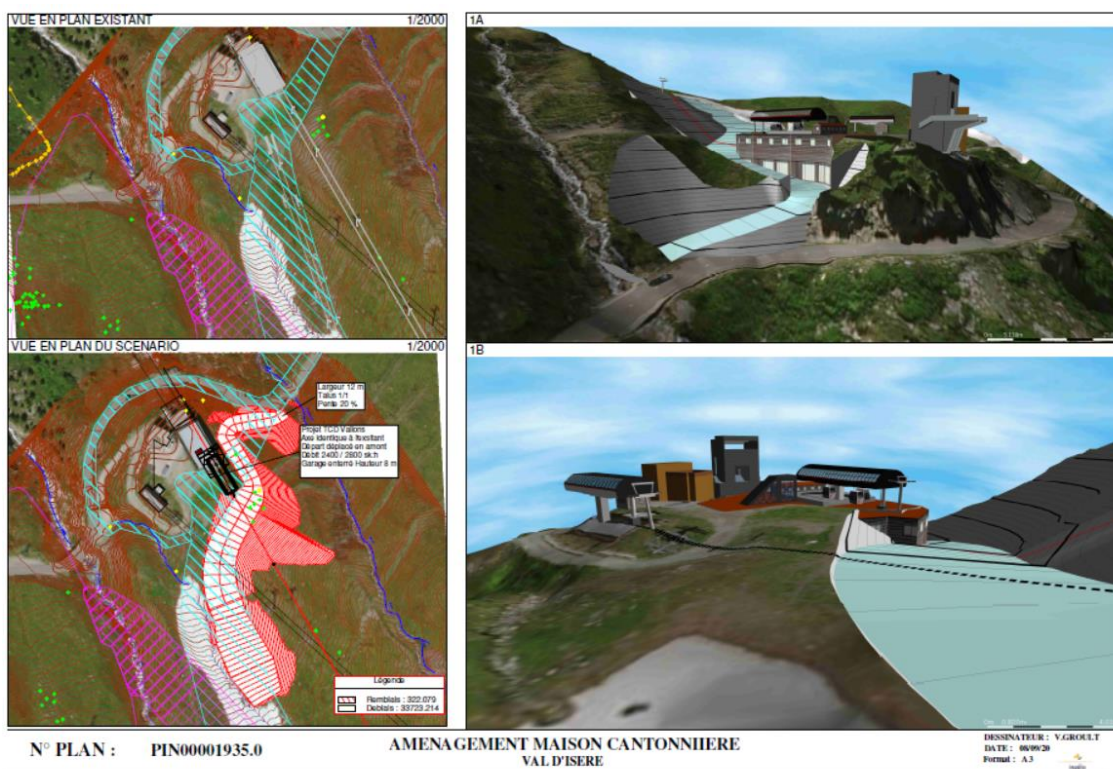 VUE EN PLAN EXISTANT 1/2000
1A
VUE EN PLAN DU SCENARIO 1/2000
1B
Largeur 12 m
Talus 1/1
Pente 20 %
Projet TCD Vallons
Axe identique à l'existant
Départ déplacé en amont
Débit 2400 / 2800 sk.h
Garage enterré Hauteur 8 m
Légende
Remblais : 322.079
Deblais : 33723.214
N° PLAN : PIN00001935.0
AMENAGEMENT MAISON CANTONNIIERE
VAL D'ISERE
DESSINATEUR : V.GROULT
DATE : 08/09/20
Format : A 3